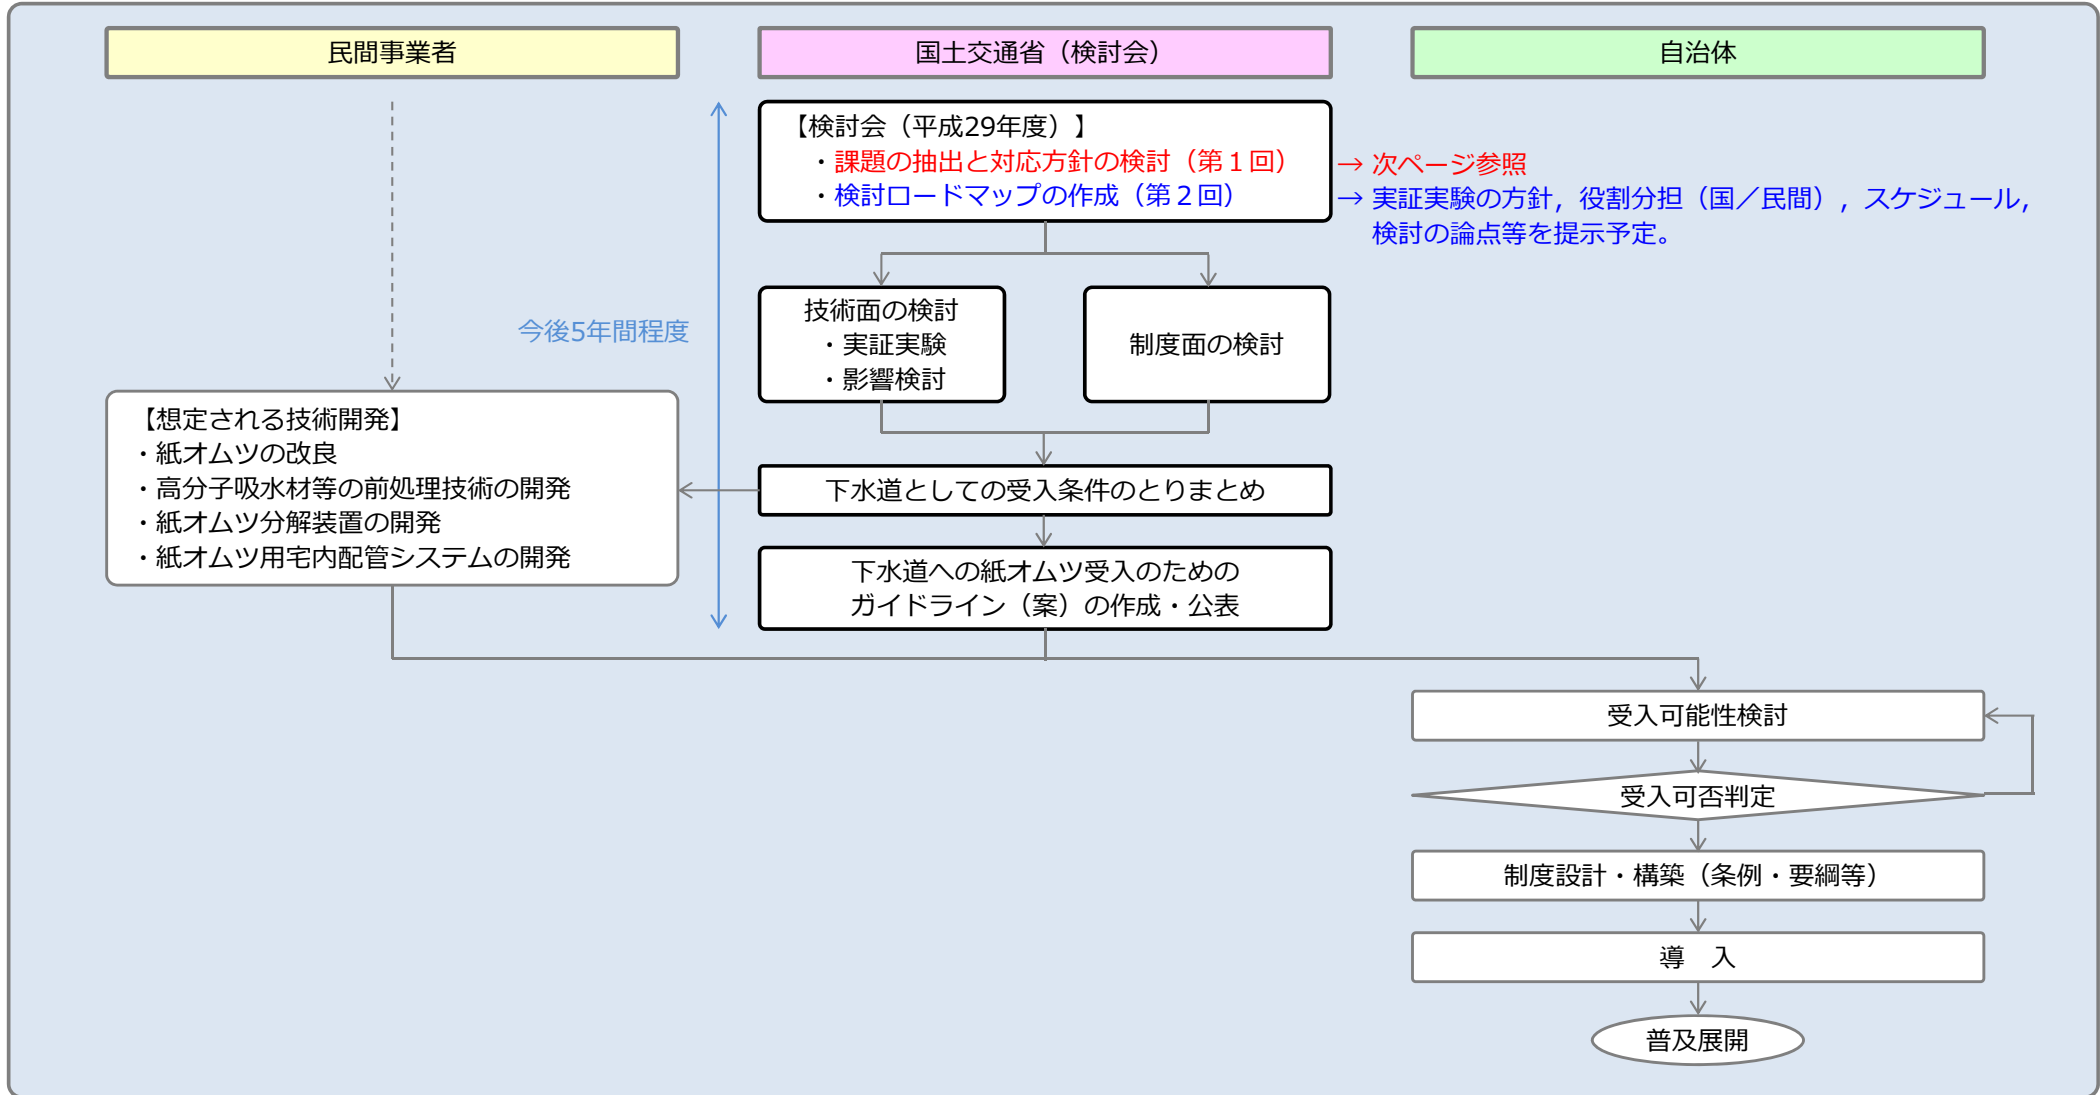 民間事業者
国土交通省（検討会）
自治体
【検討会（平成29年度）】
・課題の抽出と対応方針の検討（第１回）
→ 次ページ参照
・検討ロードマップの作成（第２回）
→ 実証実験の方針，役割分担（国／民間），スケジュール，
検討の論点等を提示予定。
今後5年間程度
技術面の検討
・実証実験
・影響検討
制度面の検討
【想定される技術開発】
・紙オムツの改良
・高分子吸水材等の前処理技術の開発
・紙オムツ分解装置の開発
・紙オムツ用宅内配管システムの開発
下水道としての受入条件のとりまとめ
下水道への紙オムツ受入のための
ガイドライン（案）の作成・公表
受入可能性検討
受入可否判定
制度設計・構築（条例・要綱等）
導　入
普及展開